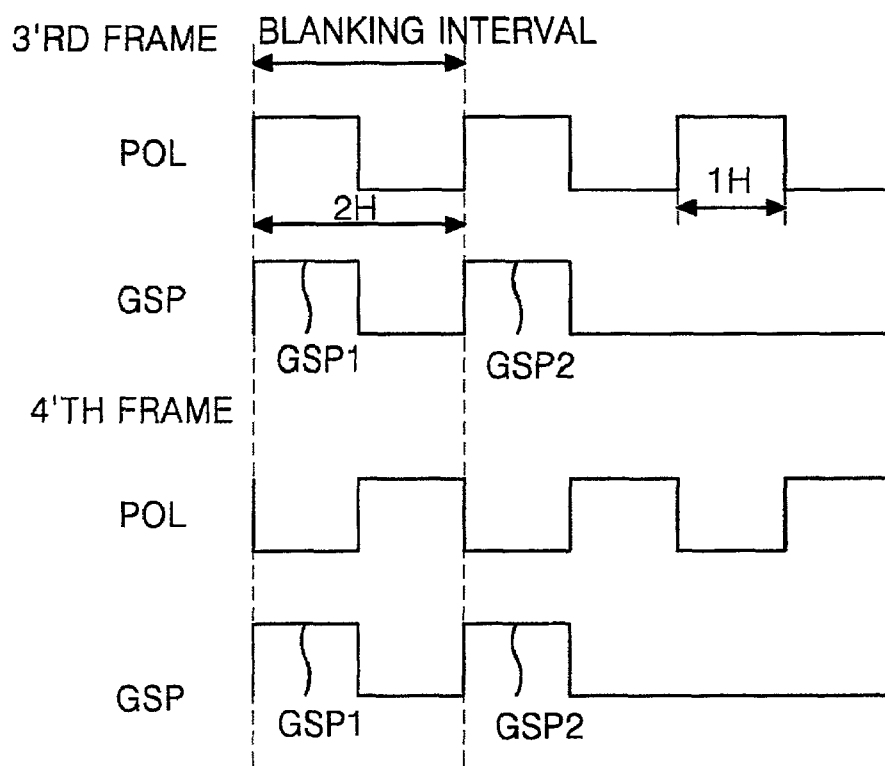 3'RD FRAME
BLANKING INTERVAL
POL
1H
2H
GSP
GSP1
GSP2
4'TH FRAME
POL
GSP
GSP1
GSP2